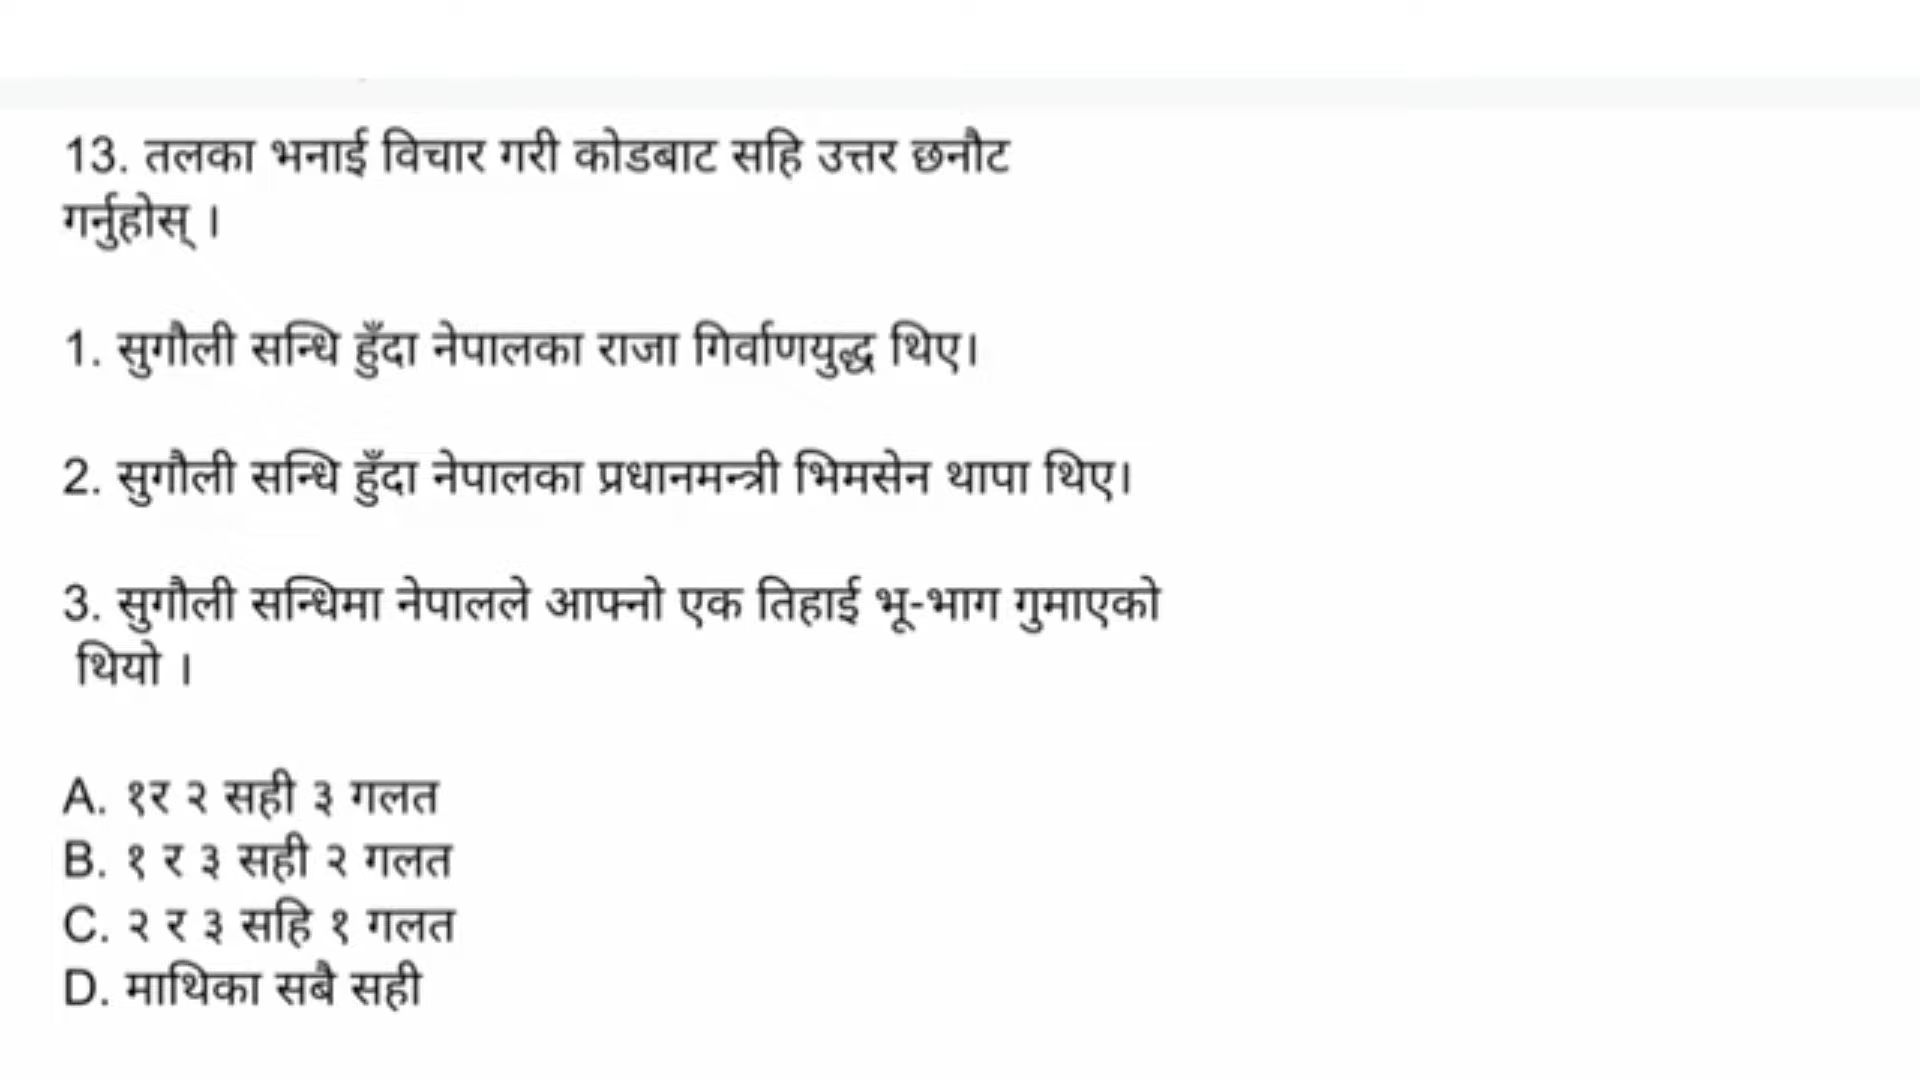 13. तलका भनाई विचार गरी कोडबाट सहि उत्तर छनौट
गर्नुहोस् ।
1. सुगौली सन्धि हुँदा नेपालका राजा गिर्वाणयुद्ध थिए।
2. सुगौली सन्धि हुँदा नेपालका प्रधानमन्त्री भिमसेन थापा थिए।
3. सुगौली सन्धिमा नेपालले आफ्नो एक तिहाई भू-भाग गुमाएको
थियो ।
A. १र २ सही ३ गलत
B. १ र ३ सही २ गलत
C. २ र ३ सहि १ गलत
D. माथिका सबै सही